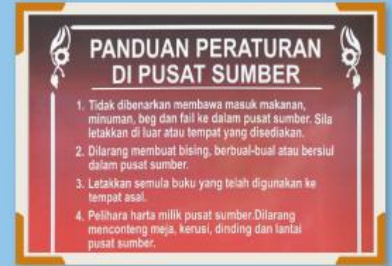 PANDUAN PERATURAN
DI PUSAT SUMBER
1. Tidak dibenarkan membawa masuk makanan,
minuman, beg dan fail ke dalam pusat sumber. Sila
letakkan di luar atau tempat yang disediakan.
2. Dilarang membuat bising, berbual-bual atau bersiul
dalam pusat sumber.
3. Letakkan semula buku yang telah digunakan ke
tempat asal.
4. Pelihara harta milik pusat sumber.Dilarang
menconteng meja, kerusi, dinding dan lantai
pusat sumber.